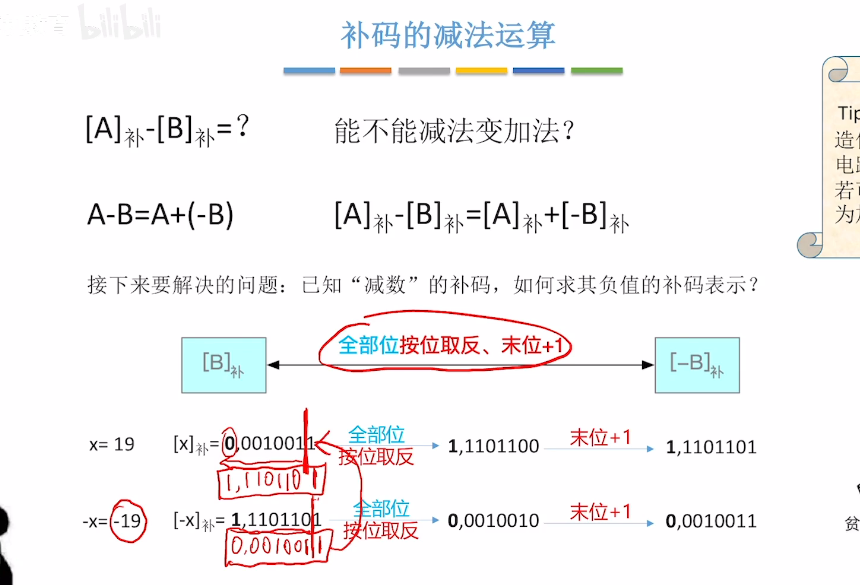 bilibili
补码的减法运算
[A]补-[B]补=？ 能不能减法变加法？
A-B=A+(-B) [A]补-[B]补=[A]补+[-B]补
接下来要解决的问题：已知“减数”的补码，如何求其负值的补码表示？
全部位按位取反、末位+1
[B]补 [-B]补
x= 19 [x]补= 0,0010011 全部位按位取反 1,1101100 末位+1 1,1101101
1,1101101
-x= -19 [-x]补= 1,1101101 全部位按位取反 0,0010010 末位+1 0,0010011
0,0010011
Tip
造
电
若
为
贫